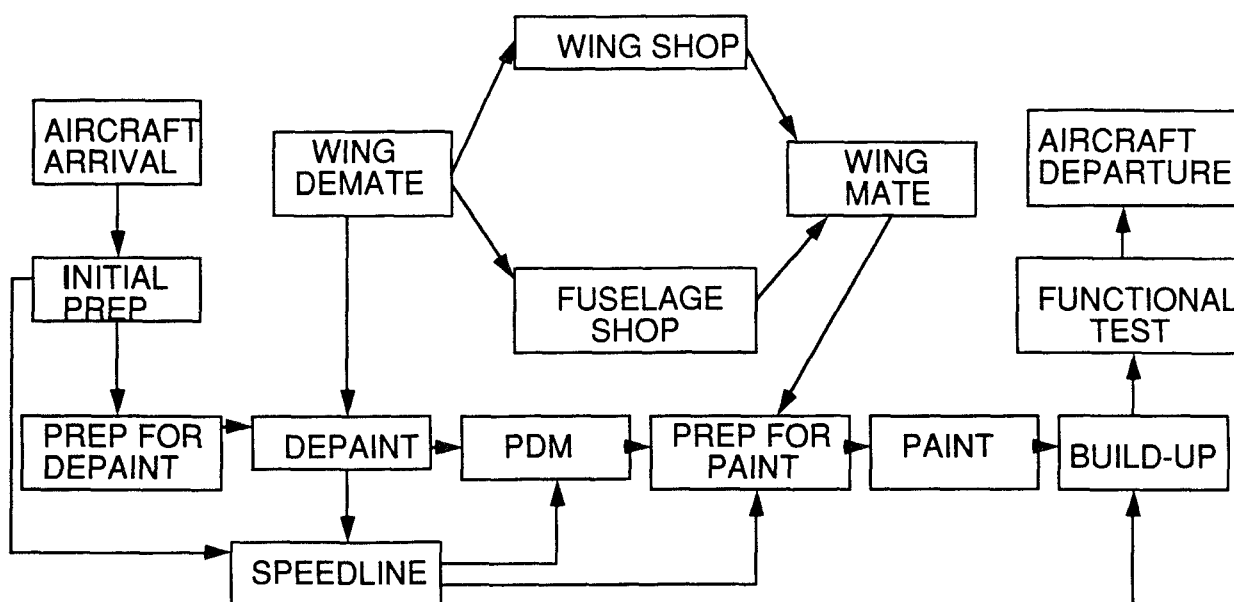 WING SHOP
AIRCRAFT
ARRIVAL
WING
DEMATE
WING
MATE
AIRCRAFT
DEPARTURE
INITIAL
PREP
FUSELAGE
SHOP
FUNCTIONAL
TEST
PREP FOR
DEPAINT
DEPAINT
PDM
PREP FOR
PAINT
PAINT
BUILD-UP
SPEEDLINE